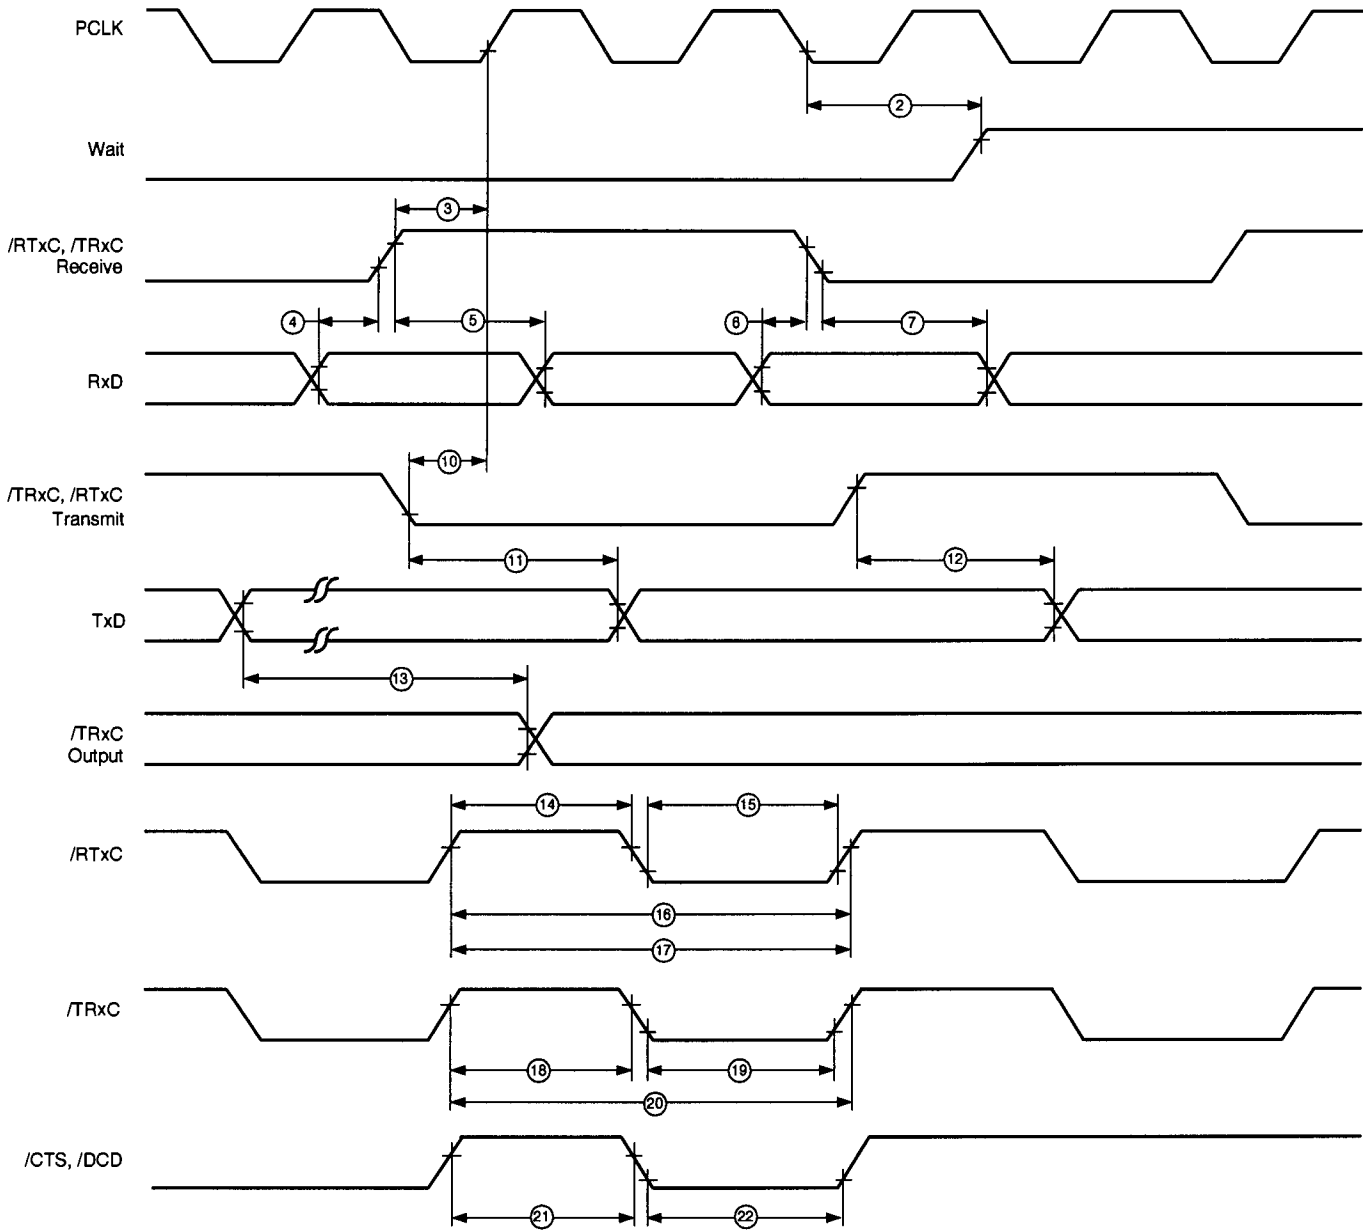 PCLK
2
Wait
3
/RTxC, /TRxC
Receive
4
5
6
7
RxD
10
/TRxC, /RTxC
Transmit
11
12
TxD
13
/TRxC
Output
14
15
/RTxC
16
17
/TRxC
18
19
20
/CTS, /DCD
21
22